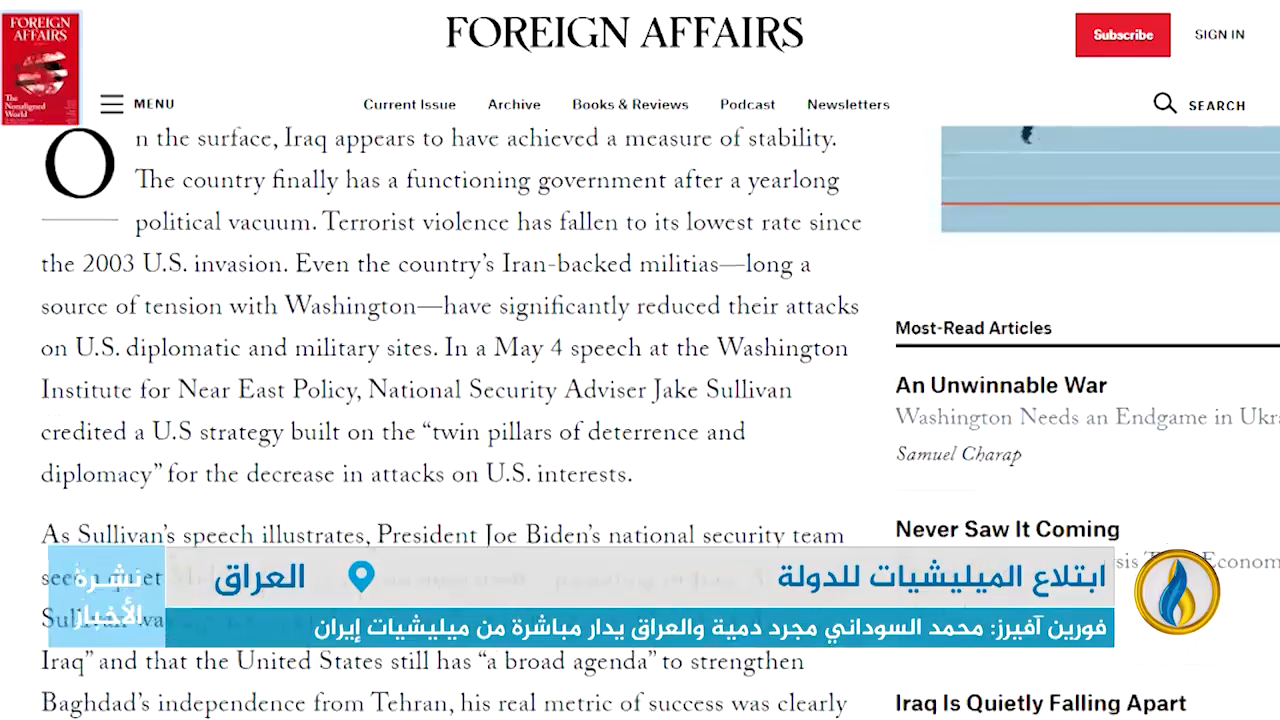 FOREIGN
AFFAIRS
The
Nonaligned
World
FOREIGN AFFAIRS
Subscribe
SIGN IN
MENU
Current Issue
Archive
Books & Reviews
Podcast
Newsletters
SEARCH
On the surface, Iraq appears to have achieved a measure of stability.
The country finally has a functioning government after a yearlong
political vacuum. Terrorist violence has fallen to its lowest rate since
the 2003 U.S. invasion. Even the country’s Iran-backed militias—long a
source of tension with Washington—have significantly reduced their attacks
on U.S. diplomatic and military sites. In a May 4 speech at the Washington
Institute for Near East Policy, National Security Adviser Jake Sullivan
credited a U.S strategy built on the “twin pillars of deterrence and
diplomacy” for the decrease in attacks on U.S. interests.
As Sullivan’s speech illustrates, President Joe Biden’s national security team
Iraq” and that the United States still has “a broad agenda” to strengthen
Baghdad’s independence from Tehran, his real metric of success was clearly
Most-Read Articles
An Unwinnable War
Washington Needs an Endgame in Ukr
Samuel Charap
Never Saw It Coming
Econom
Iraq Is Quietly Falling Apart
نشرة
الأخبار
العراق
ابتلاع الميليشيات للدولة
فورين آفيرز: محمد السوداني مجرد دمية والعراق يدار مباشرة من ميليشيات إيران